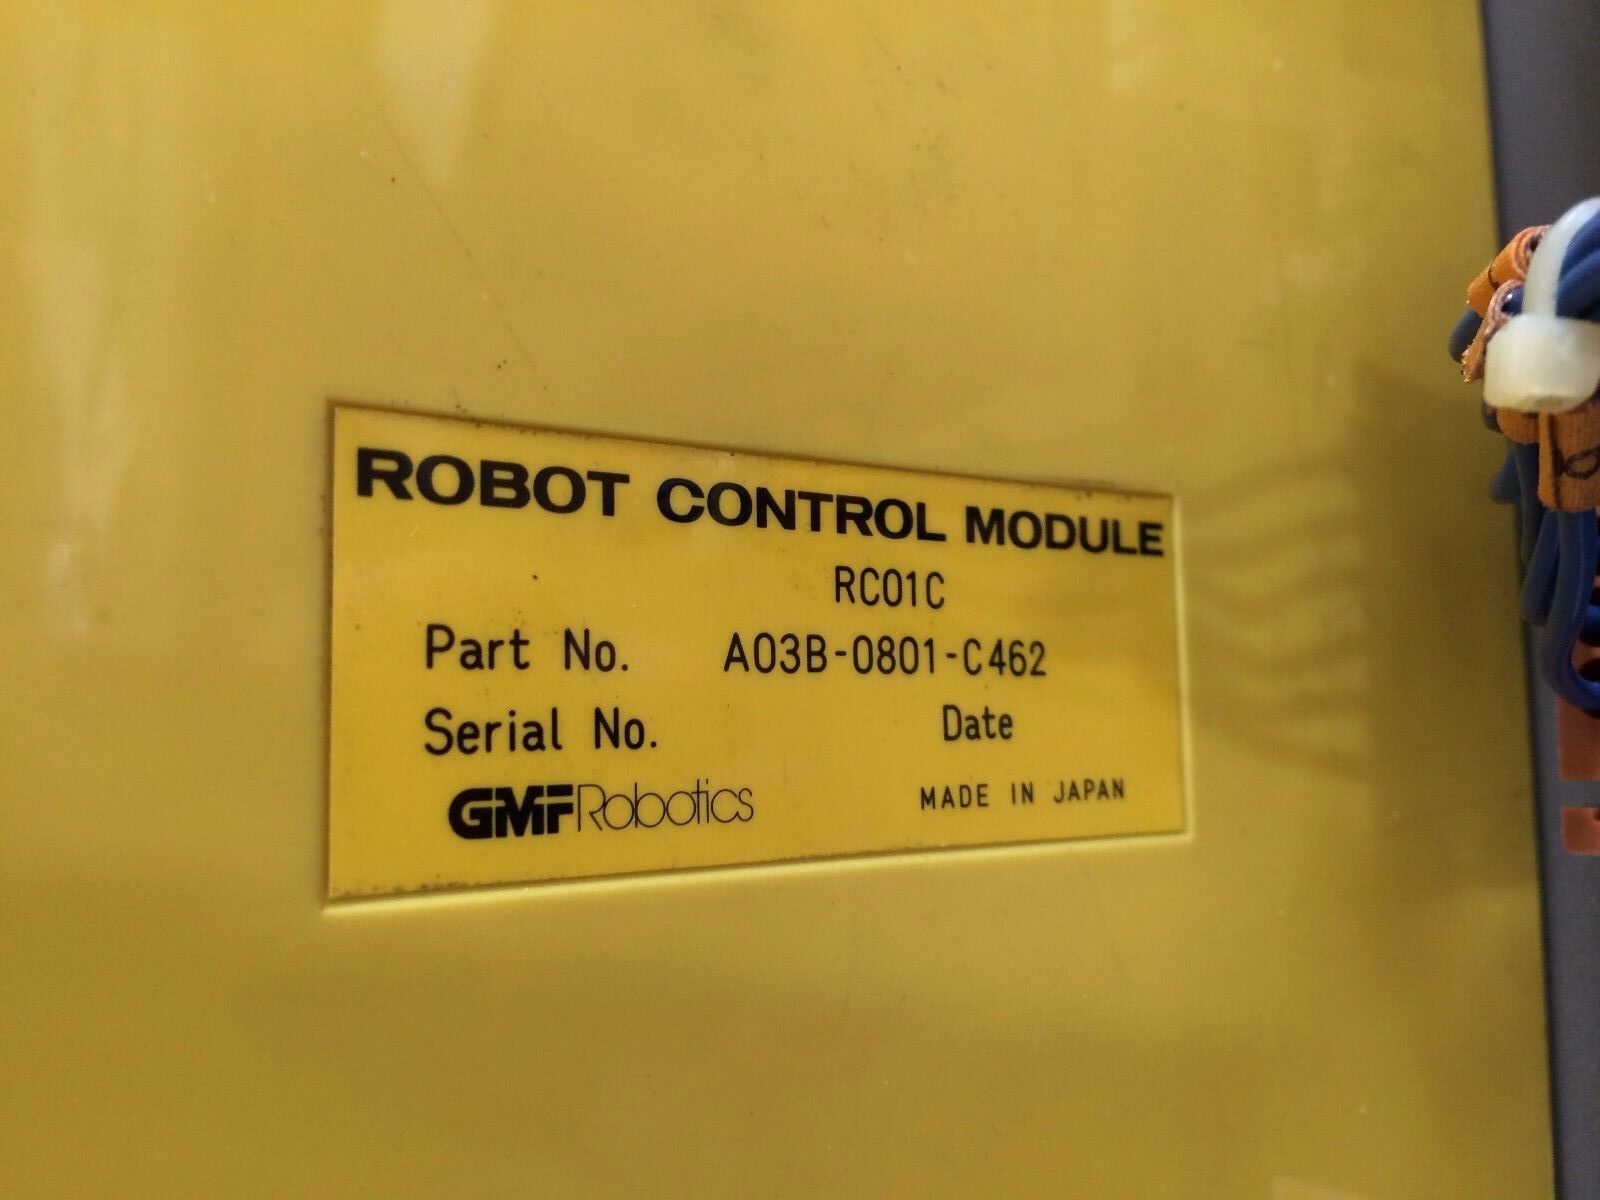 ROBOT CONTROL MODULE
RC01C
Part No. A03B-0801-C462
Serial No. Date
GMFRobotics MADE IN JAPAN